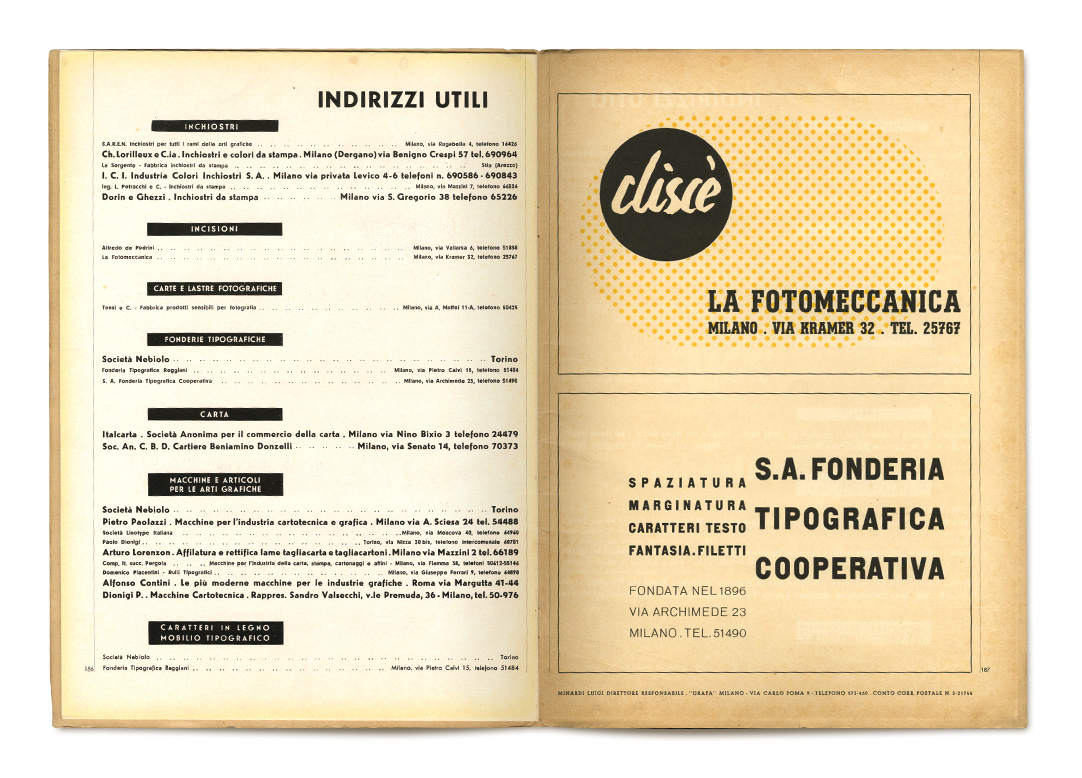 INDIRIZZI UTILI
INCHIOSTRI
S.A.R.E.N. Inchiostri per tutti i rami delle arti grafiche .. .. .. .. .. .. .. .. .. Milano, via Rugabella 4, telefono 16426
Ch. Lorilleux e C.ia. Inchiostri e colori da stampa. Milano (Dergano) via Benigno Crespi 57 tel. 690964
La Sorgente - Fabbrica inchiostri da stampa .. .. .. .. .. .. .. .. .. .. .. .. Stia (Arezzo)
I. C. I. Industria Colori Inchiostri S. A. . Milano via privata Levico 4-6 telefoni n. 690586 - 690843
Ing. L. Petracchi e C. - Inchiostri da stampa .. .. .. .. .. .. .. .. .. Milano, via Mazzini 7, telefono
Dorin e Ghezzi . Inchiostri da stampa .. .. .. .. .. Milano via S. Gregorio 38 telefono 65226
INCISIONI
Alfredo de Pedrini .. .. .. .. .. .. .. .. .. .. .. .. Milano, via Vallarsa 6, telefono
La Fotomeccanica .. .. .. .. .. .. .. .. .. .. .. .. Milano, via Kramer 32, telefono 25767
CARTE E LASTRE FOTOGRAFICHE
Tensi e C. - Fabbrica prodotti sensibili per fotografia .. .. .. .. .. .. .. .. Milano, via A. Maffei 11-A, telefono 50425
FONDERIE TIPOGRAFICHE
Società Nebiolo .. .. .. .. .. .. .. .. .. .. .. .. .. .. Torino
Fonderia Tipografica Reggiani .. .. .. .. .. .. .. .. .. .. Milano, via Pietro Calvi 15, telefono 51484
S. A. Fonderia Tipografica Cooperativa .. .. .. .. .. .. .. .. .. Milano, via Archimede 23, telefono 51490
CARTA
Italcarta . Società Anonima per il commercio della carta . Milano via Nino Bixio 3 telefono 24479
Soc. An. C. B. D. Cartiere Beniamino Donzelli .. .. .. .. Milano, via Senato 14, telefono 70373
MACCHINE E ARTICOLI
PER LE ARTI GRAFICHE
Società Nebiolo .. .. .. .. .. .. .. .. .. .. .. .. .. .. Torino
Pietro Paolazzi . Macchine per l'industria cartotecnica e grafica . Milano via A. Sciesa 24 tel. 54488
Società Linotype Italiana .. .. .. .. .. .. .. .. .. .. Milano, via Moscova 40, telefono 64960
Paolo Dionigi .. .. .. .. .. .. .. .. .. .. Torino, via Nizza 30 bis, telefono intercomunale 60781
Arturo Lorenzon . Affilatura e rettifica lame tagliacarta e tagliacartoni . Milano via Mazzini 2 tel. 66189
Comp. It. succ. Pergola .. .. .. Macchine per l'industria della carta, stampa, cartonaggi e affini - Milano, via Fiamma 38, telefoni 50612-55146
Domenico Piacentini - Rulli Tipografici .. .. .. .. .. .. .. .. Milano, via Giuseppe Ferrari 9, telefono
Alfonso Contini . Le più moderne macchine per le industrie grafiche . Roma via Margutta 41-44
Dionigi P. . Macchine Cartotecnica . Rappres. Sandro Valsecchi, v.le Premuda, 36 - Milano, tel. 50-976
CARATTERI IN LEGNO
MOBILIO TIPOGRAFICO
Società Nebiolo .. .. .. .. .. .. .. .. .. .. .. .. .. .. Torino
Fonderia Tipografica Reggiani .. .. .. .. .. .. .. .. .. Milano, via Pietro Calvi 15, telefono 51484
186
cliscè
LA FOTOMECCANICA
MILANO . VIA KRAMER 32 . TEL. 25767
SPAZIATURA
MARGINATURA
CARATTERI TESTO
FANTASIA.FILETTI
S.A. FONDERIA
TIPOGRAFICA
COOPERATIVA
FONDATA NEL 1896
VIA ARCHIMEDE 23
MILANO . TEL. 51490
187
MINARDI LUIGI DIRETTORE RESPONSABILE . "GRAFA" MILANO - VIA CARLO POMA 9 - TELEFONO 573-460 . CONTO CORR. POSTALE N. 3-21744